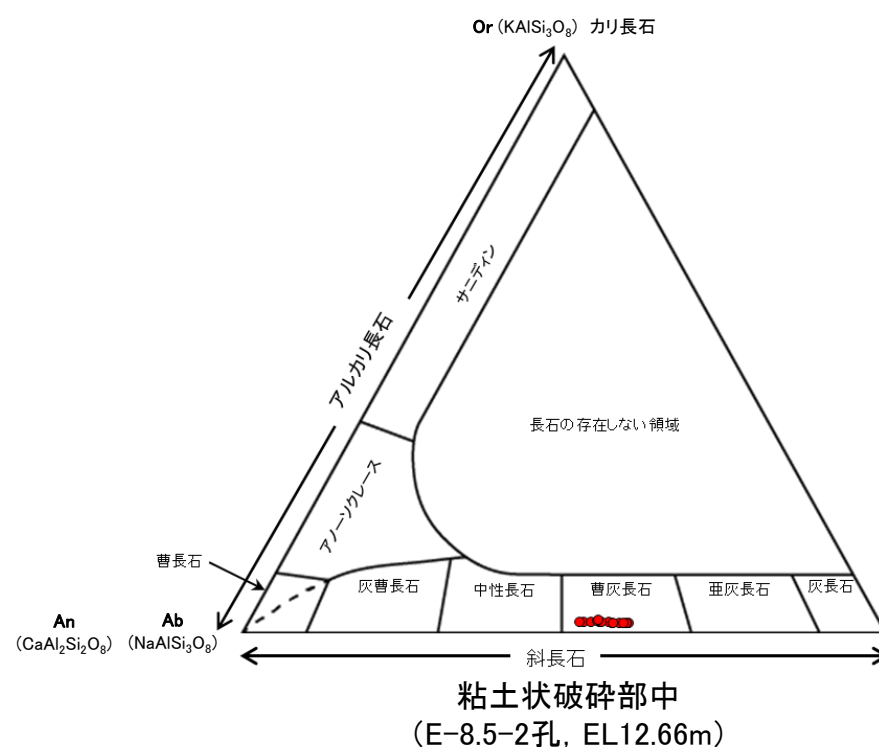 Or (KAlSi3O8) カリ長石
サニディン
アルカリ長石
長石の存在しない領域
アノーソクレース
曹長石
灰曹長石
中性長石
曹灰長石
亜灰長石
灰長石
An
(CaAl2Si2O8)
Ab
(NaAlSi3O8)
斜長石
粘土状破砕部中
(E-8.5-2孔, EL12.66m)